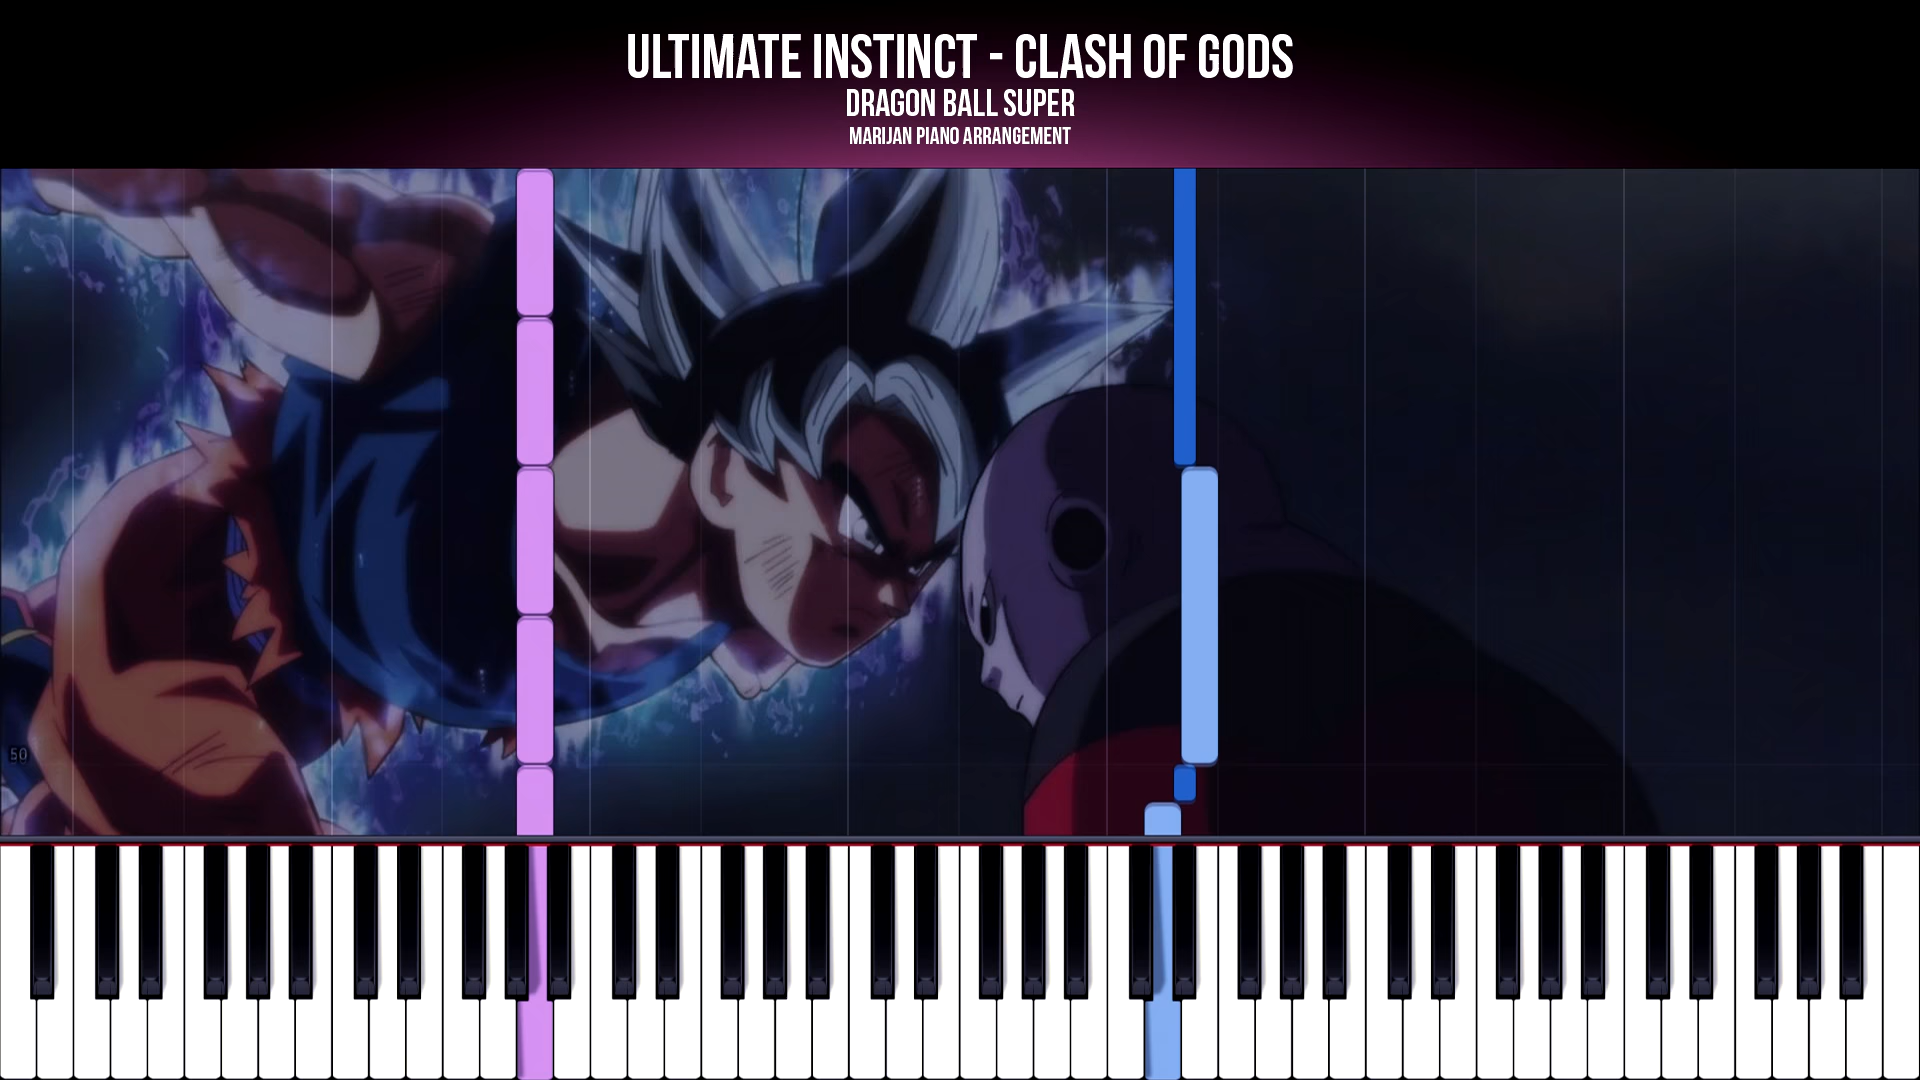 ULTIMATE INSTINCT - CLASH OF GODS
DRAGON BALL SUPER
MARIJAN PIANO ARRANGEMENT
50